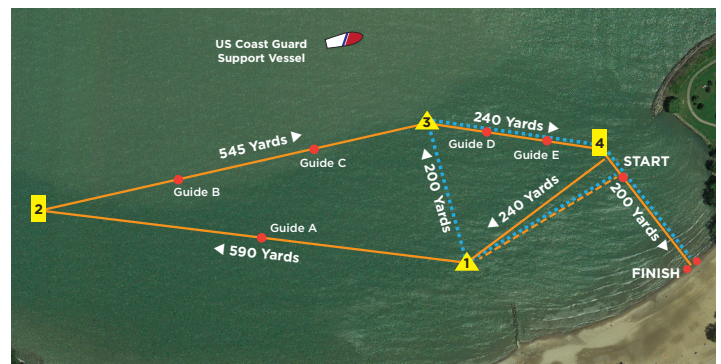 US Coast Guard
Support Vessel
3
240 Yards
4
545 Yards
Guide C
Guide D
Guide E
START
Guide B
200 Yards
240 Yards
200 Yards
2
Guide A
590 Yards
1
FINISH